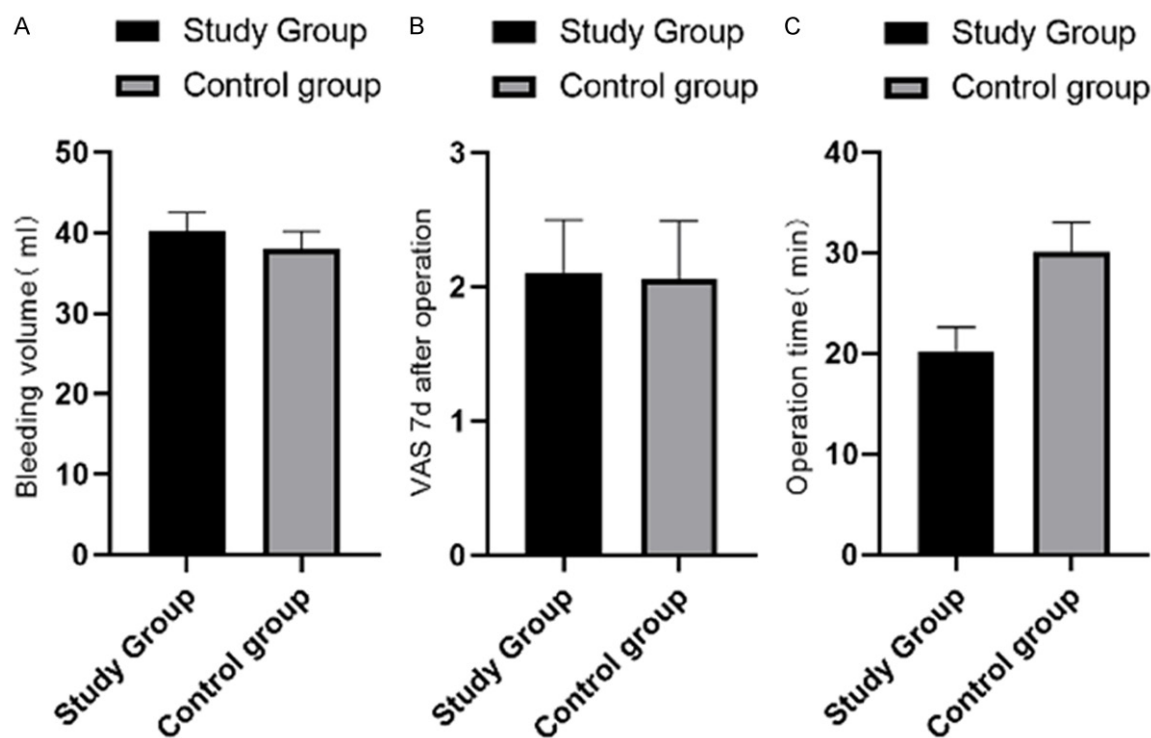 A
Study Group
Control group
Bleeding volume( ml)
50
40
30
20
10
0
Study Group
Control group
B
Study Group
Control group
VAS 7d after operation
3
2
1
0
Study Group
Control group
C
Study Group
Control group
Operation time( min)
40
30
20
10
0
Study Group
Control group